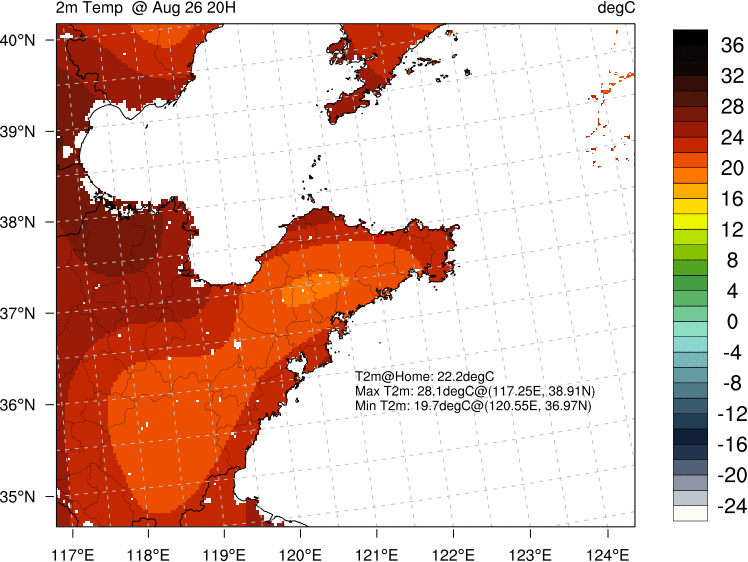 2m Temp @ Aug 26 20H
degC
40°N
39°N
38°N
37°N
36°N
35°N
117°E
118°E
119°E
120°E
121°E
122°E
123°E
124°E
T2m@Home: 22.2degC
Max T2m: 28.1degC@(117.25E, 38.91N)
Min T2m: 19.7degC@(120.55E, 36.97N)
36
32
28
24
20
16
12
8
4
0
-4
-8
-12
-16
-20
-24